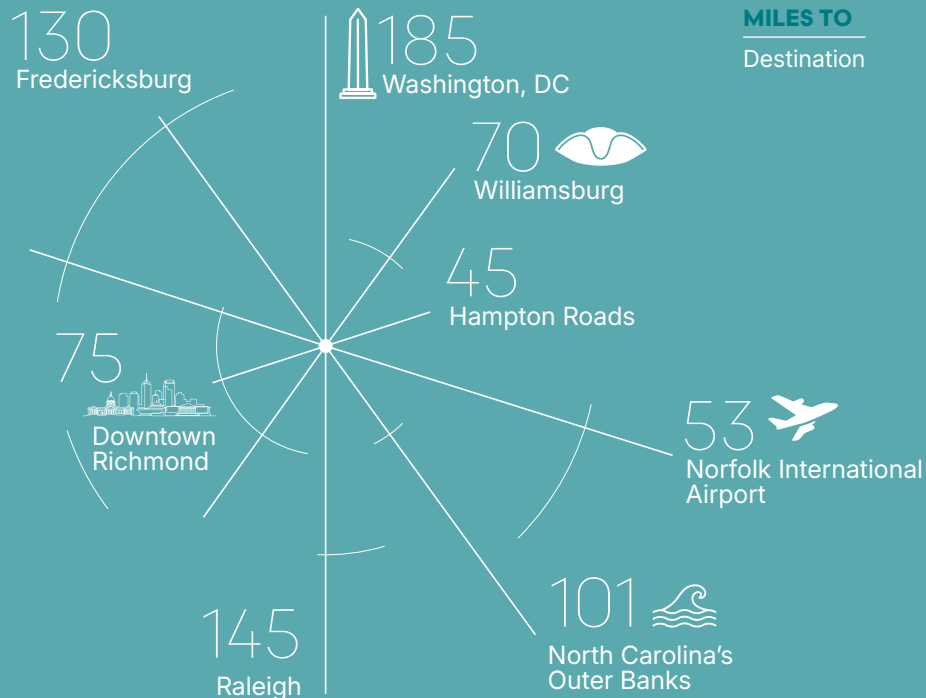 130
Fredericksburg
185
Washington, DC
MILES TO
Destination
70
Williamsburg
45
Hampton Roads
75
Downtown
Richmond
53
Norfolk International
Airport
101
North Carolina’s
Outer Banks
145
Raleigh